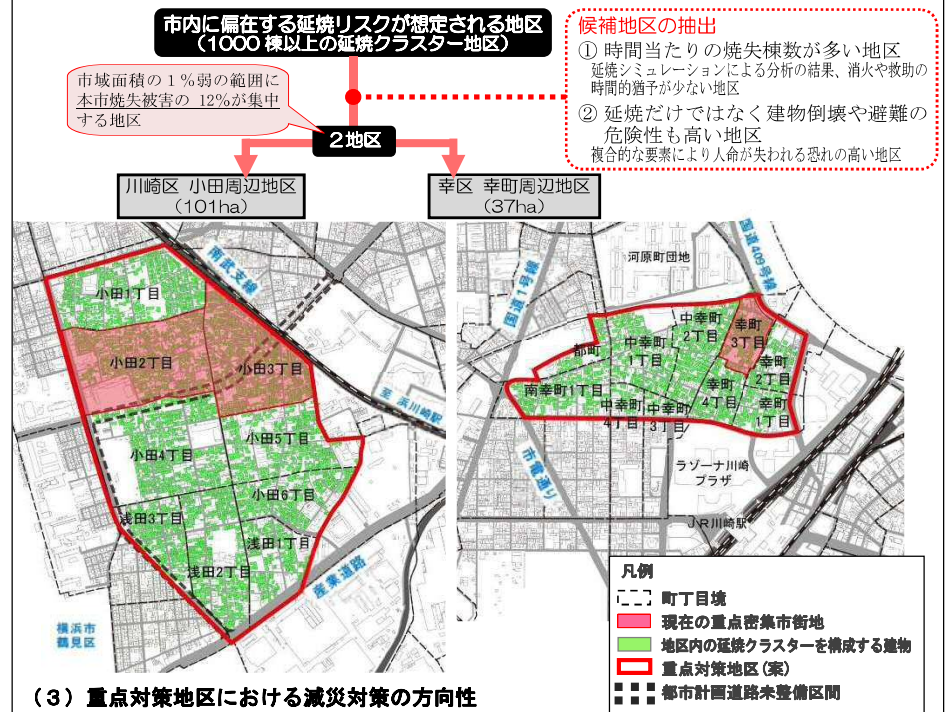 市内に偏在する延焼リスクが想定される地区
（1000 棟以上の延焼クラスター地区）
候補地区の抽出
① 時間当たりの焼失棟数が多い地区
延焼シミュレーションによる分析の結果、消火や救助の
時間的猶予が少ない地区
② 延焼だけではなく建物倒壊や避難の
危険性も高い地区
複合的な要素により人命が失われる恐れの高い地区
市域面積の１％弱の範囲に
本市焼失被害の 12％が集中
する地区
２地区
川崎区 小田周辺地区
（101ha）
幸区 幸町周辺地区
（37ha）
南武支線
小田1丁目
小田2丁目
小田3丁目
至 浜川崎駅
小田4丁目
小田5丁目
小田6丁目
浅田3丁目
浅田1丁目
浅田2丁目
産業道路
横浜市
鶴見区
国道409号線
河原町団地
国道1号線
中幸町
2丁目
幸町
3丁目
中幸町
1丁目
都町
幸町
2丁目
南幸町1丁目
幸町
4丁目
幸町
1丁目
中幸町
4丁目
中幸町
3丁目
市電通り
ラゾーナ川崎
プラザ
JR川崎駅
凡例
町丁目境
現在の重点密集市街地
地区内の延焼クラスターを構成する建物
重点対策地区(案)
都市計画道路未整備区間
（３）重点対策地区における減災対策の方向性